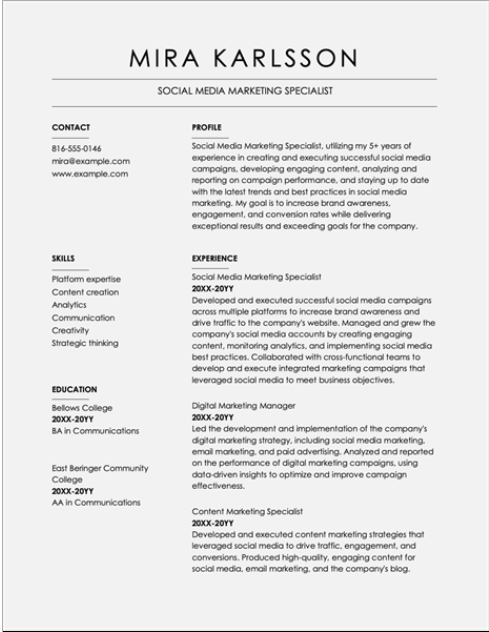 MIRA KARLSSON
SOCIAL MEDIA MARKETING SPECIALIST
CONTACT
816-555-0146
mira@example.com
www.example.com
SKILLS
Platform expertise
Content creation
Analytics
Communication
Creativity
Strategic thinking
EDUCATION
Bellows College
20XX-20YY
BA in Communications
East Beringer Community
College
20XX-20YY
AA in Communications
PROFILE
Social Media Marketing Specialist, utilizing my 5+ years of
experience in creating and executing successful social media
campaigns, developing engaging content, analyzing and
reporting on campaign performance, and staying up to date
with the latest trends and best practices in social media
marketing. My goal is to increase brand awareness,
engagement, and conversion rates while delivering
exceptional results and exceeding goals for the company.
EXPERIENCE
Social Media Marketing Specialist
20XX-20YY
Developed and executed successful social media campaigns
across multiple platforms to increase brand awareness and
drive traffic to the company's website. Managed and grew the
company's social media accounts by creating engaging
content, monitoring analytics, and implementing social media
best practices. Collaborated with cross-functional teams to
develop and execute integrated marketing campaigns that
leveraged social media to meet business objectives.
Digital Marketing Manager
20XX-20YY
Led the development and implementation of the company's
digital marketing strategy, including social media marketing,
email marketing, and paid advertising. Analyzed and reported
on the performance of digital marketing campaigns, using
data-driven insights to optimize and improve campaign
effectiveness.
Content Marketing Specialist
20XX-20YY
Developed and executed content marketing strategies that
leveraged social media to drive traffic, engagement, and
conversions. Produced high-quality, engaging content for
social media, email marketing, and the company's blog.